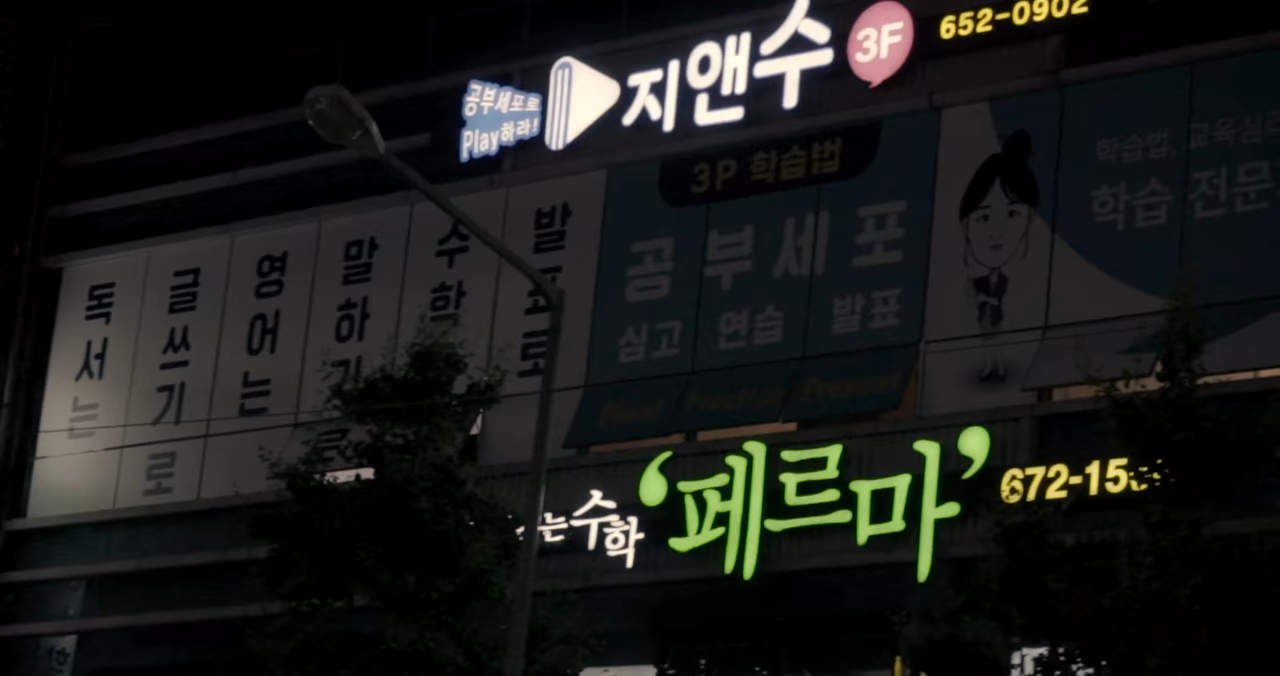 공부세포로
Play하라!
지앤수
3F
652-0902
독서는
글쓰기로
영어는
말하기로
수학
발표로
3P 학습법
공부세포
심고 연습 발표
학습법, 교육심리
학습 전문
수학
‘페르마’
672-15